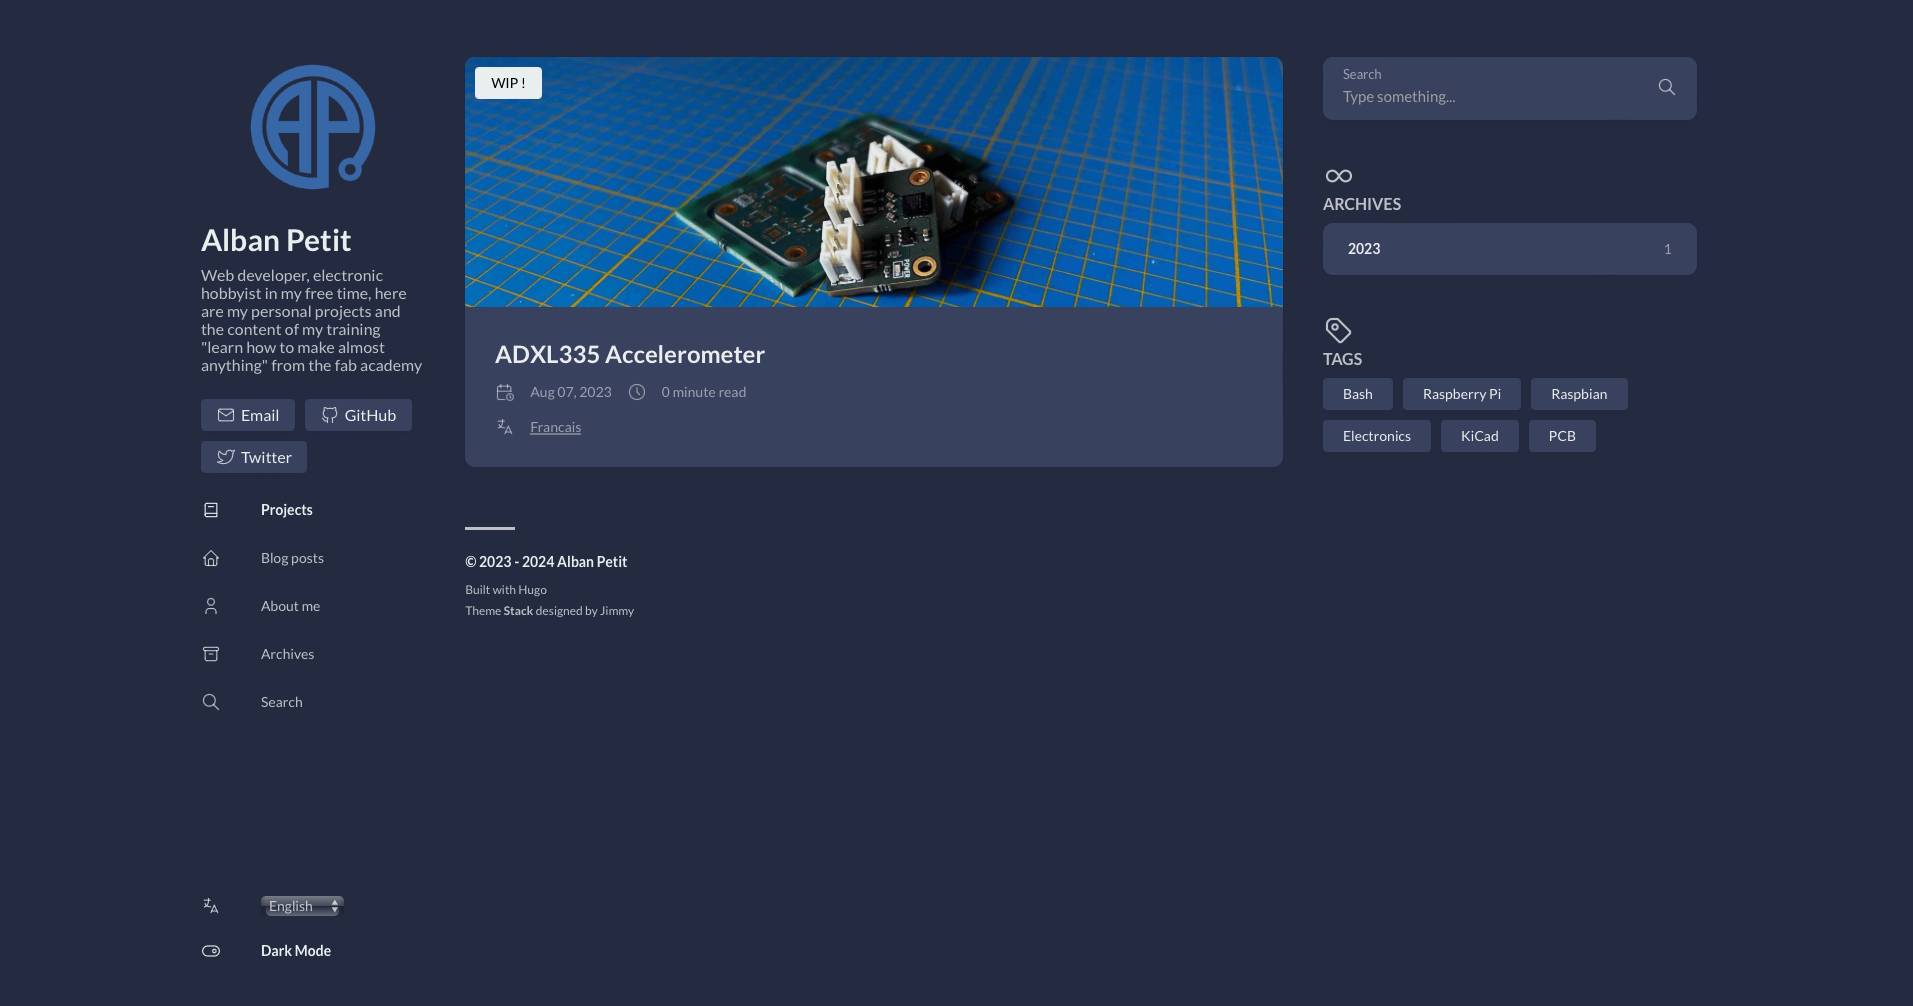 AP
Alban Petit
Web developer, electronic
hobbyist in my free time, here
are my personal projects and
the content of my training
"learn how to make almost
anything" from the fab academy
Email
GitHub
Twitter
Projects
Blog posts
About me
Archives
Search
English
Dark Mode
WIP !
POWER
ADXL335 Accelerometer
Aug 07, 2023
0 minute read
Francais
© 2023 - 2024 Alban Petit
Built with Hugo
Theme Stack designed by Jimmy
Search
Type something...
ARCHIVES
2023 1
TAGS
Bash
Raspberry Pi
Raspbian
Electronics
KiCad
PCB